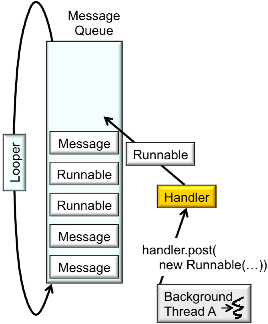 Message
Queue
Looper
Message
Runnable
Runnable
Message
Message
Runnable
Handler
handler.post(
new Runnable(…))
Background
Thread A